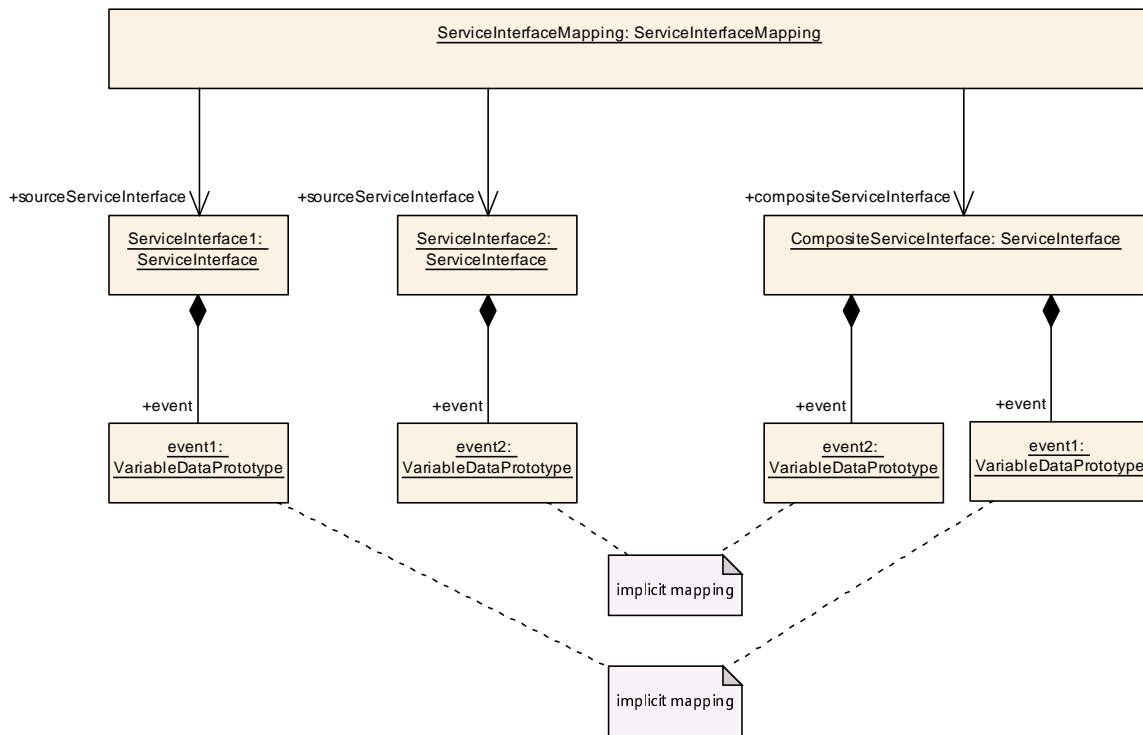 ServiceInterfaceMapping: ServiceInterfaceMapping
+sourceServiceInterface
+sourceServiceInterface
+compositeServiceInterface
ServiceInterface1:
ServiceInterface
ServiceInterface2:
ServiceInterface
CompositeServiceInterface: ServiceInterface
+event
+event
+event
+event
event1:
VariableDataPrototype
event2:
VariableDataPrototype
event2:
VariableDataPrototype
event1:
VariableDataPrototype
implicit mapping
implicit mapping